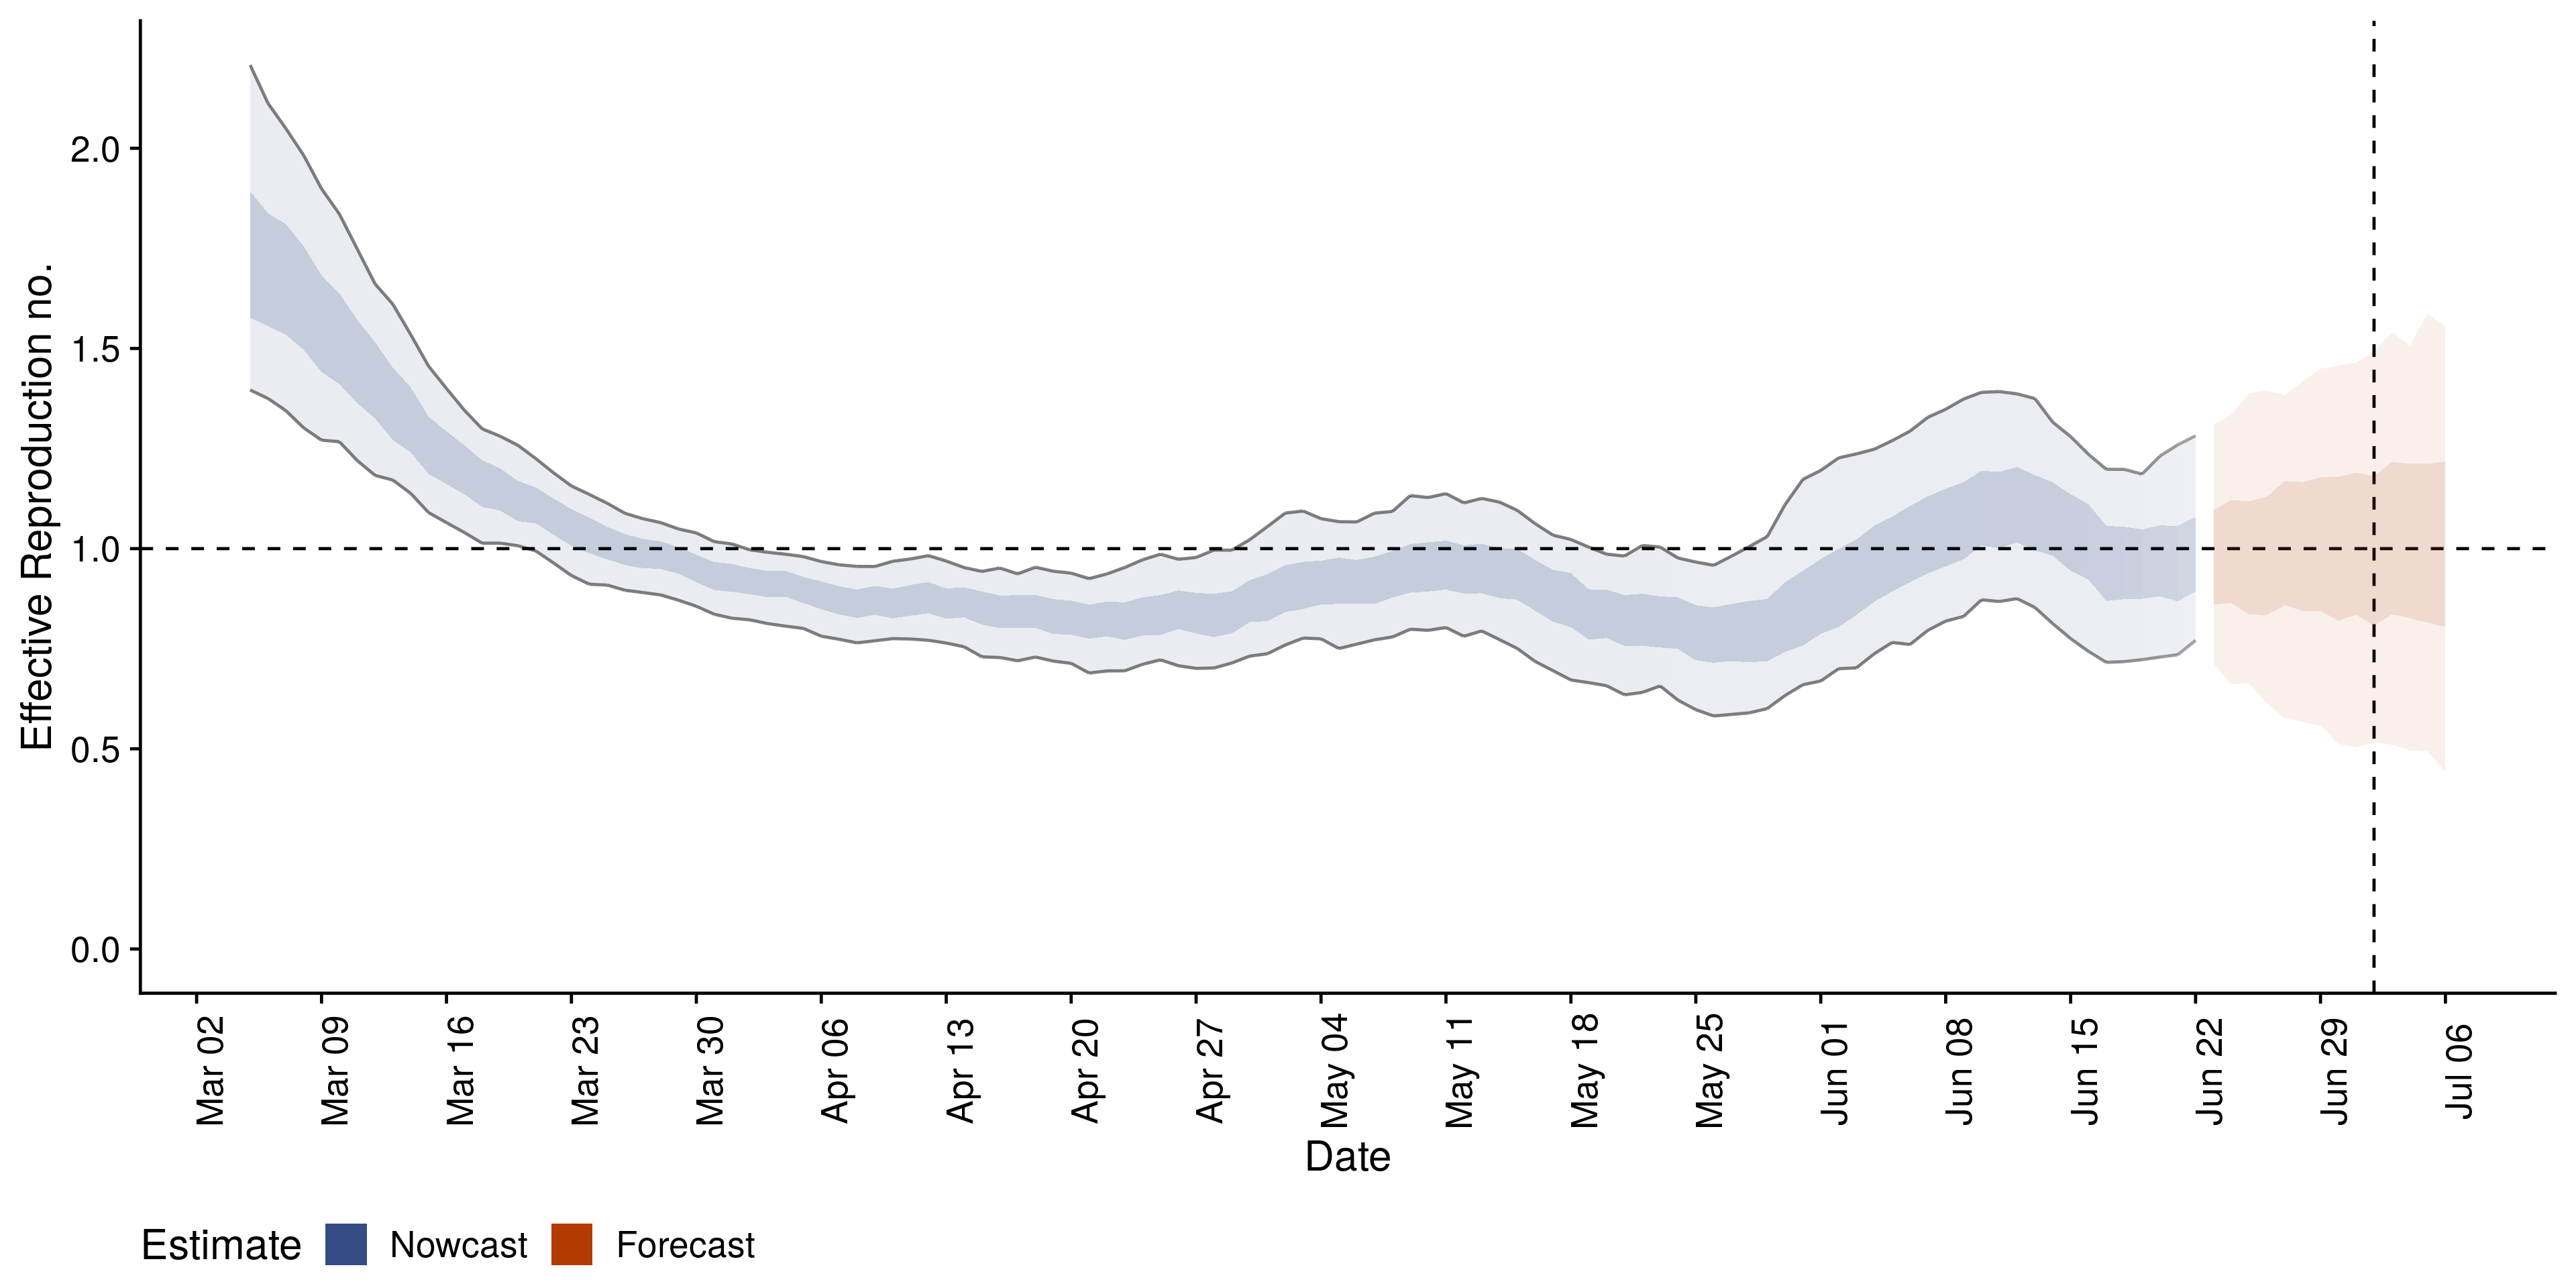 Effective Reproduction no.
2.0
1.5
1.0
0.5
0.0
Mar 02
Mar 09
Mar 16
Mar 23
Mar 30
Apr 06
Apr 13
Apr 20
Apr 27
May 04
May 11
May 18
May 25
Jun 01
Jun 08
Jun 15
Jun 22
Jun 29
Jul 06
Date
Estimate Nowcast Forecast